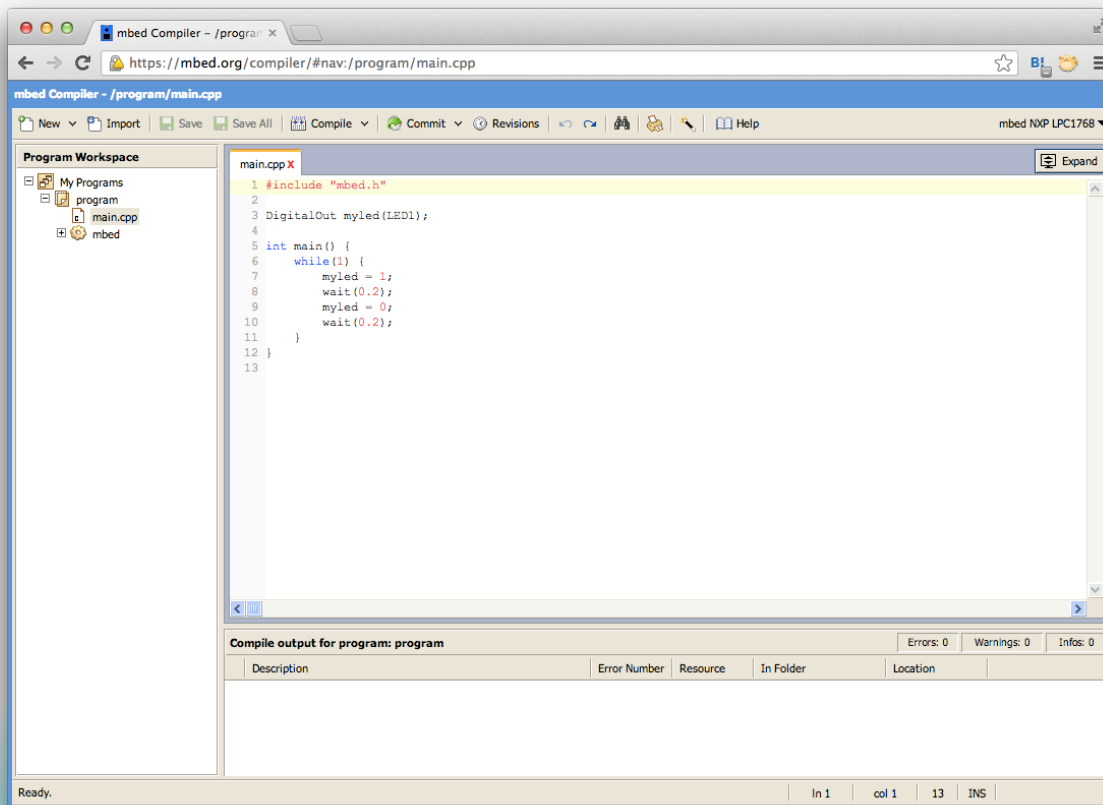 mbed Compiler - /progran
https://mbed.org/compiler/#nav:/program/main.cpp
B!
mbed Compiler - /program/main.cpp
New Import Save Save All Compile Commit Revisions Help mbed NXP LPC1768
Program Workspace
My Programs
program
main.cpp
mbed
main.cpp X
Expand
1 #include "mbed.h"
2
3 DigitalOut myled(LED1);
4
5 int main() {
6 while(1) {
7 myled = 1;
8 wait(0.2);
9 myled = 0;
10 wait(0.2);
11 }
12 }
13
Compile output for program: program Errors: 0 Warnings: 0 Infos: 0
Description Error Number Resource In Folder Location
Ready. ln 1 col 1 13 INS